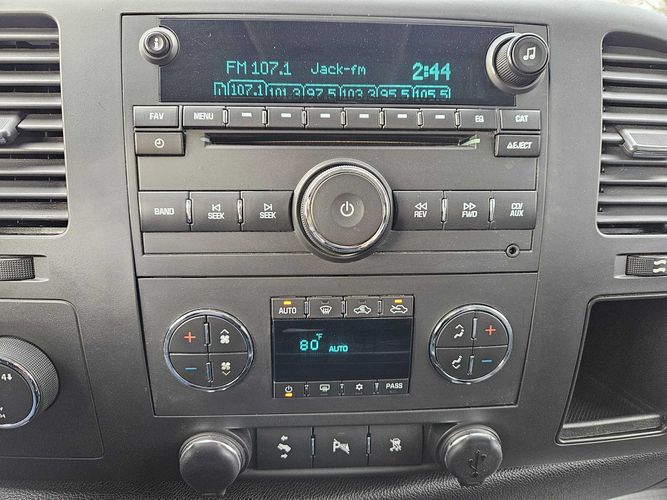 FM 107.1 Jack-fm 2:44
107.1 101.3 97.5 103.3 95.5 105.5
FAV MENU EQ CAT
EJECT
BAND SEEK SEEK REV FWD CD/AUX
AUTO
80°F AUTO
PASS